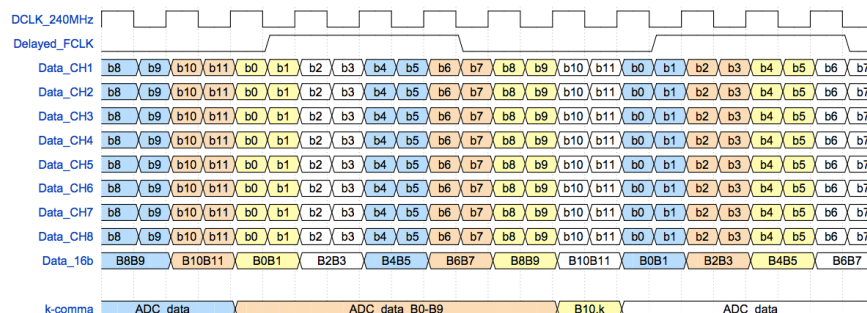 DCLK_240MHz
Delayed_FCLK
Data_CH1 b8 b9 b10 b11 b0 b1 b2 b3 b4 b5 b6 b7 b8 b9 b10 b11 b0 b1 b2 b3 b4 b5 b6 b7
Data_CH2 b8 b9 b10 b11 b0 b1 b2 b3 b4 b5 b6 b7 b8 b9 b10 b11 b0 b1 b2 b3 b4 b5 b6 b7
Data_CH3 b8 b9 b10 b11 b0 b1 b2 b3 b4 b5 b6 b7 b8 b9 b10 b11 b0 b1 b2 b3 b4 b5 b6 b7
Data_CH4 b8 b9 b10 b11 b0 b1 b2 b3 b4 b5 b6 b7 b8 b9 b10 b11 b0 b1 b2 b3 b4 b5 b6 b7
Data_CH5 b8 b9 b10 b11 b0 b1 b2 b3 b4 b5 b6 b7 b8 b9 b10 b11 b0 b1 b2 b3 b4 b5 b6 b7
Data_CH6 b8 b9 b10 b11 b0 b1 b2 b3 b4 b5 b6 b7 b8 b9 b10 b11 b0 b1 b2 b3 b4 b5 b6 b7
Data_CH7 b8 b9 b10 b11 b0 b1 b2 b3 b4 b5 b6 b7 b8 b9 b10 b11 b0 b1 b2 b3 b4 b5 b6 b7
Data_CH8 b8 b9 b10 b11 b0 b1 b2 b3 b4 b5 b6 b7 b8 b9 b10 b11 b0 b1 b2 b3 b4 b5 b6 b7
Data_16b B8B9 B10B11 B0B1 B2B3 B4B5 B6B7 B8B9 B10B11 B0B1 B2B3 B4B5 B6B7
k-comma ADC_data ADC_data_B0-B9 B10,k ADC_data